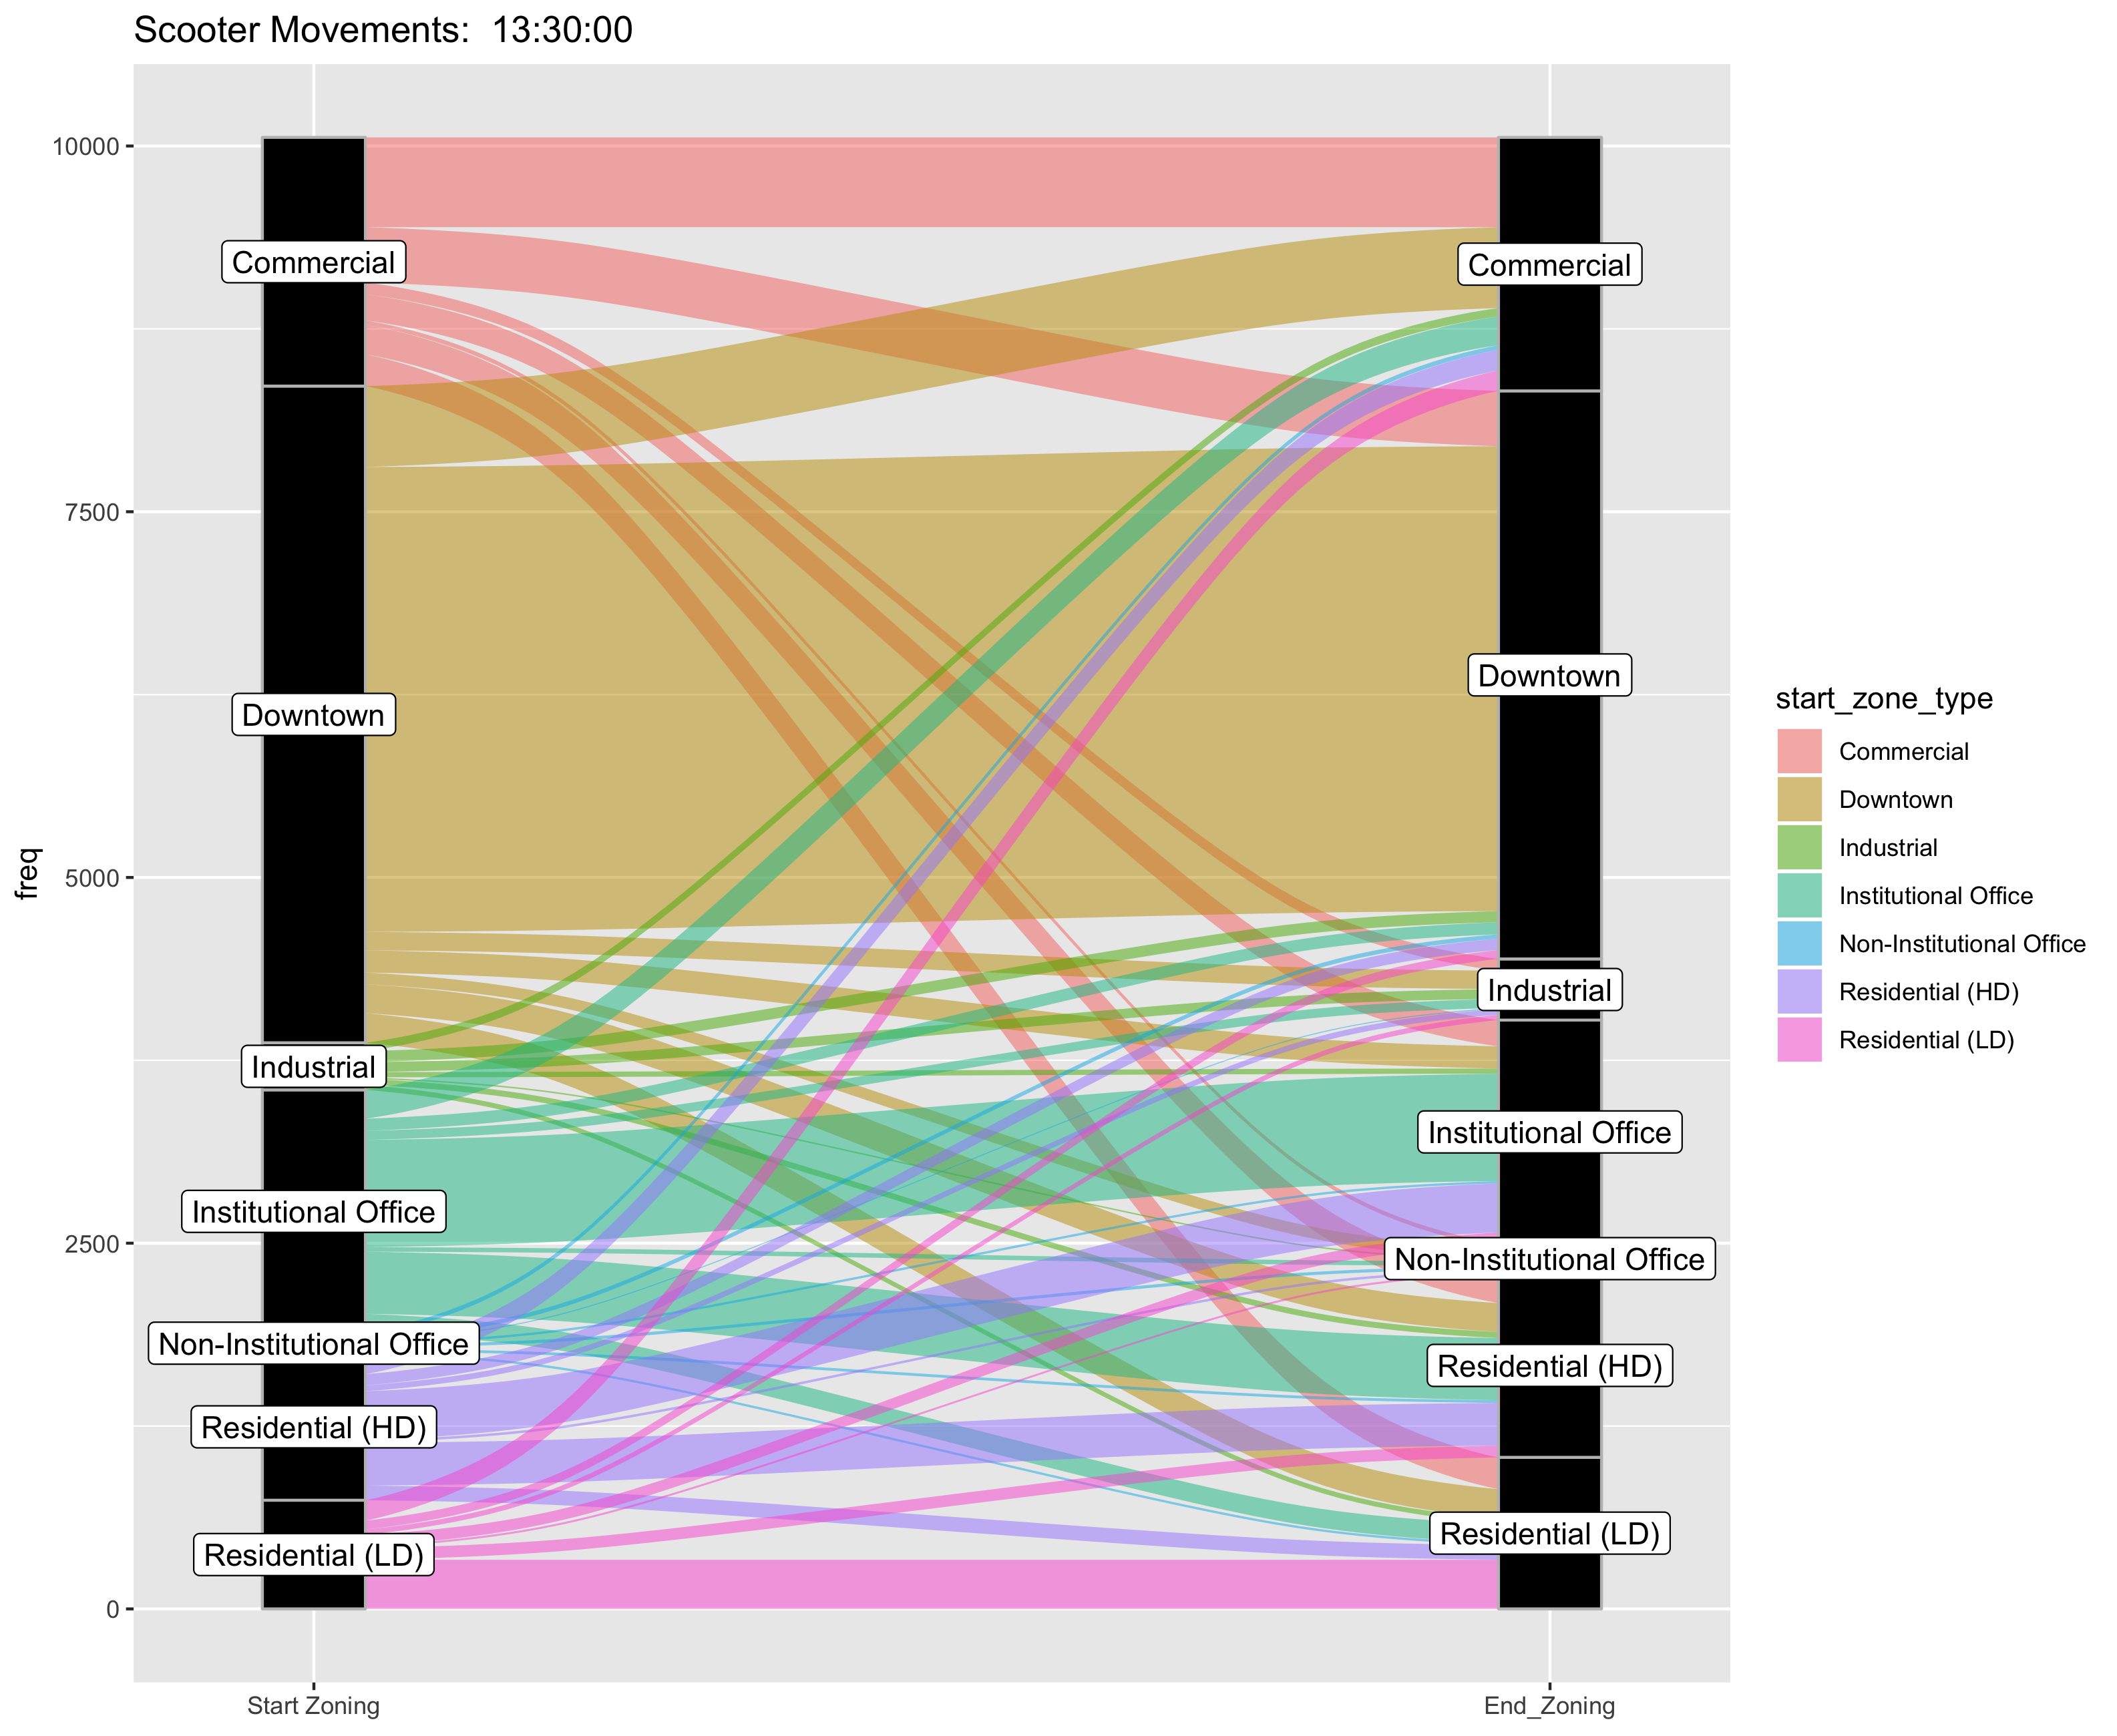 Scooter Movements:  13:30:00
freq
10000
7500
5000
2500
0
Commercial
Downtown
Industrial
Institutional Office
Non-Institutional Office
Residential (HD)
Residential (LD)
Commercial
Downtown
Industrial
Institutional Office
Non-Institutional Office
Residential (HD)
Residential (LD)
Start Zoning
End_Zoning
start_zone_type
Commercial
Downtown
Industrial
Institutional Office
Non-Institutional Office
Residential (HD)
Residential (LD)